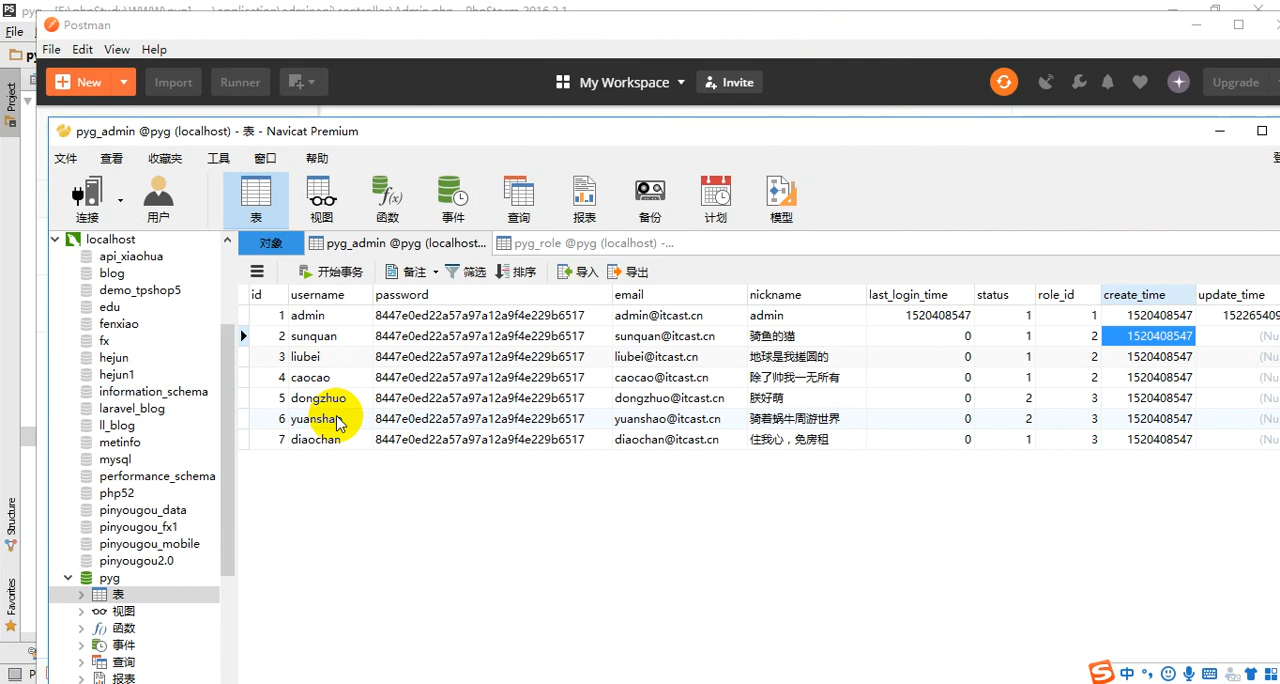 Postman
File
File Edit View Help
New Import Runner My Workspace Invite Upgrade
pyg_admin @pyg (localhost) - 表 - Navicat Premium
文件 查看 收藏夹 工具 窗口 帮助
连接 用户 表 视图 函数 事件 查询 报表 备份 计划 模型
localhost
api_xiaohua
blog
demo_tpshop5
edu
fenxiao
fx
hejun
hejun1
information_schema
laravel_blog
ll_blog
metinfo
mysql
performance_schema
php52
pinyougou_data
pinyougou_fx1
pinyougou_mobile
pinyougou2.0
pyg
表
视图
函数
事件
查询
报表
对象 pyg_admin @pyg (localhost... pyg_role @pyg (localhost) -...
开始事务 备注 筛选 排序 导入 导出
id username password email nickname last_login_time status role_id create_time update_time
1 admin 8447e0ed22a57a97a12a9f4e229b6517 admin@itcast.cn admin 1520408547 1 1 1520408547 152265409
2 sunquan 8447e0ed22a57a97a12a9f4e229b6517 sunquan@itcast.cn 骑鱼的猫 0 1 2 1520408547 (Nu
3 liubei 8447e0ed22a57a97a12a9f4e229b6517 liubei@itcast.cn 地球是我搓圆的 0 1 2 1520408547 (Nu
4 caocao 8447e0ed22a57a97a12a9f4e229b6517 caocao@itcast.cn 除了帅我一无所有 0 1 2 1520408547 (Nu
5 dongzhuo 8447e0ed22a57a97a12a9f4e229b6517 dongzhuo@itcast.cn 朕好萌 0 2 3 1520408547 (Nu
6 yuanshao 8447e0ed22a57a97a12a9f4e229b6517 yuanshao@itcast.cn 骑着蜗牛周游世界 0 2 3 1520408547 (Nu
7 diaochan 8447e0ed22a57a97a12a9f4e229b6517 diaochan@itcast.cn 住我心，免房租 0 1 3 1520408547 (Nu
Project
Structure
Favorites
中